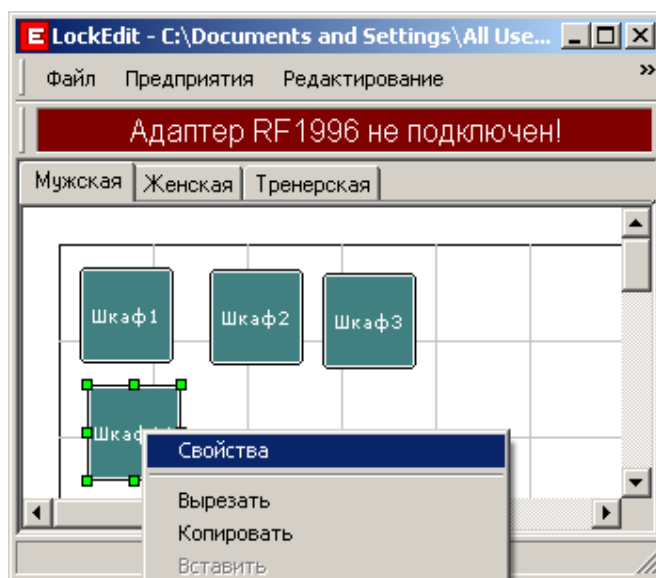 E LockEdit - C:\Documents and Settings\All Use...
Файл Предприятия Редактирование »
Адаптер RF1996 не подключен!
Мужская Женская Тренерская
Шкаф1 Шкаф2 Шкаф3
Свойства
Вырезать
Копировать
Вставить